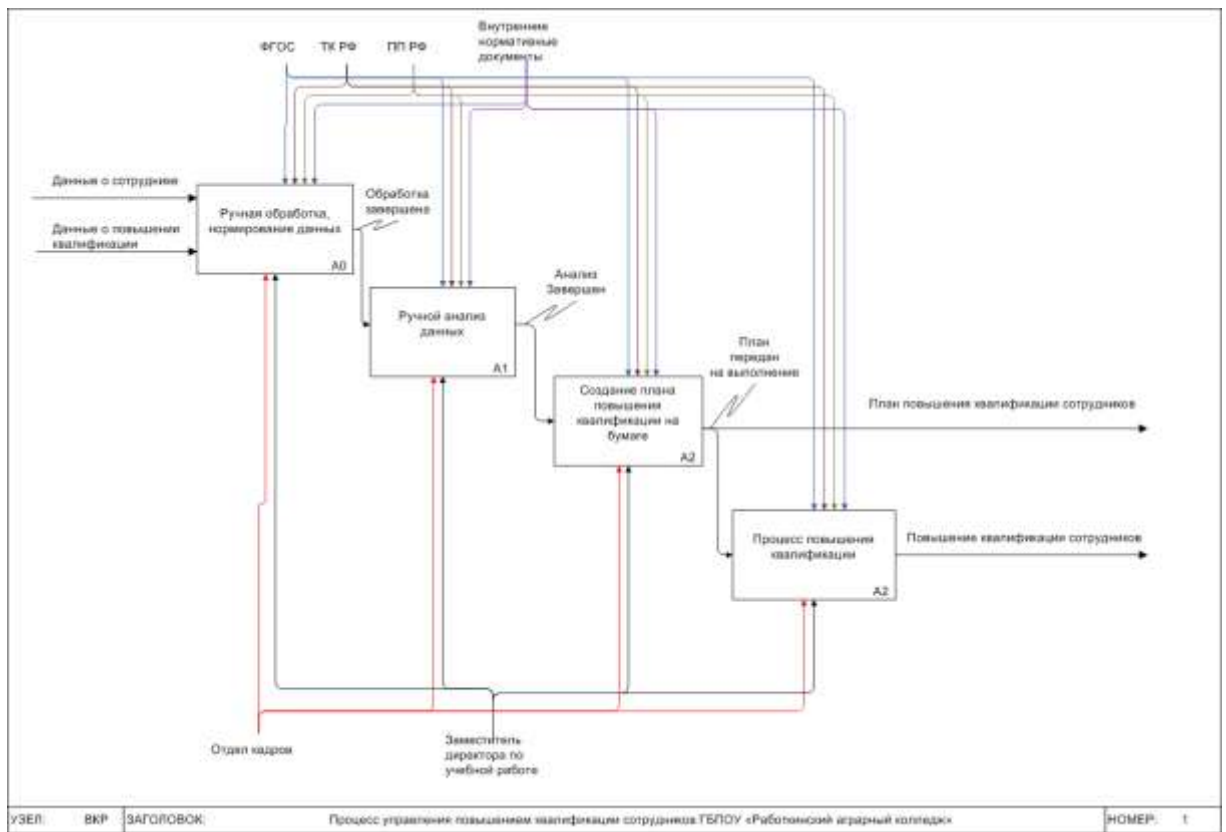 Внутренние
нормативные
документы
ФГОС
ТК РФ
ПП РФ
Данные о сотруднике
Данные о повышении
квалификации
Ручная обработка,
нормирование данных
A0
Обработка
завершена
Ручной анализ
данных
A1
Анализ
Завершен
Создание плана
повышения
квалификации на
бумаге
A2
План
передан
на выполнение
План повышения квалификации сотрудников
Процесс повышения
квалификации
A2
Повышение квалификации сотрудников
Отдел кадров
Заместитель
директора по
учебной работе
УЗЕЛ: ВКР ЗАГОЛОВОК: Процесс управления повышением квалификации сотрудников ГБПОУ «Работкинский аграрный колледж» НОМЕР: 1